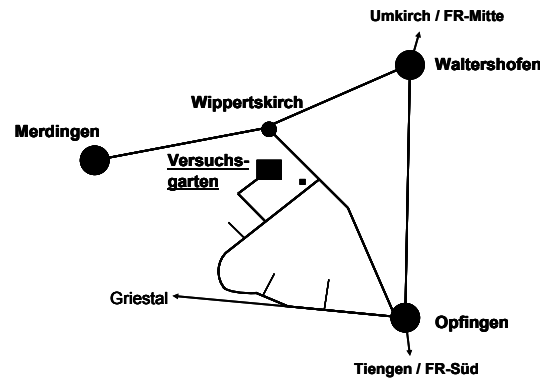 Umkirch / FR-Mitte
Waltershofen
Wippertskirch
Merdingen
Versuchs-
garten
Griestal
Opfingen
Tiengen / FR-Süd